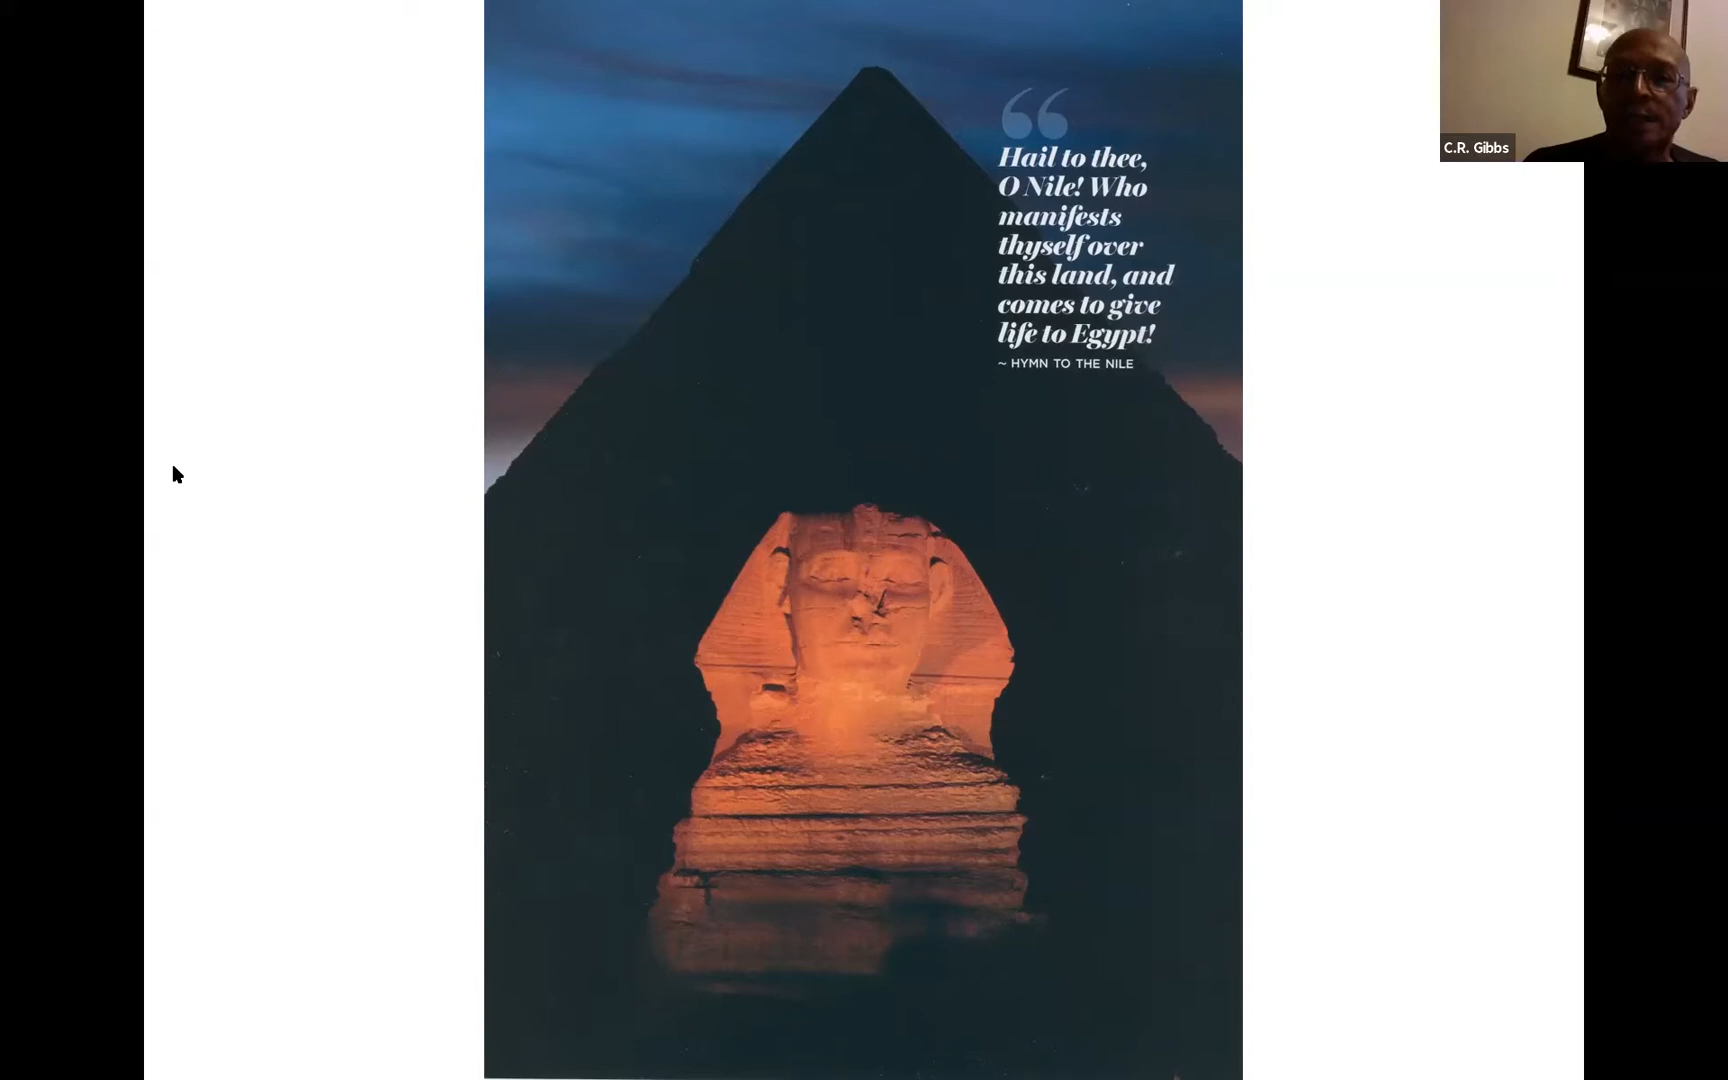 “
Hail to thee,
O Nile! Who
manifests
thyself over
this land, and
comes to give
life to Egypt!
~ HYMN TO THE NILE
C.R. Gibbs